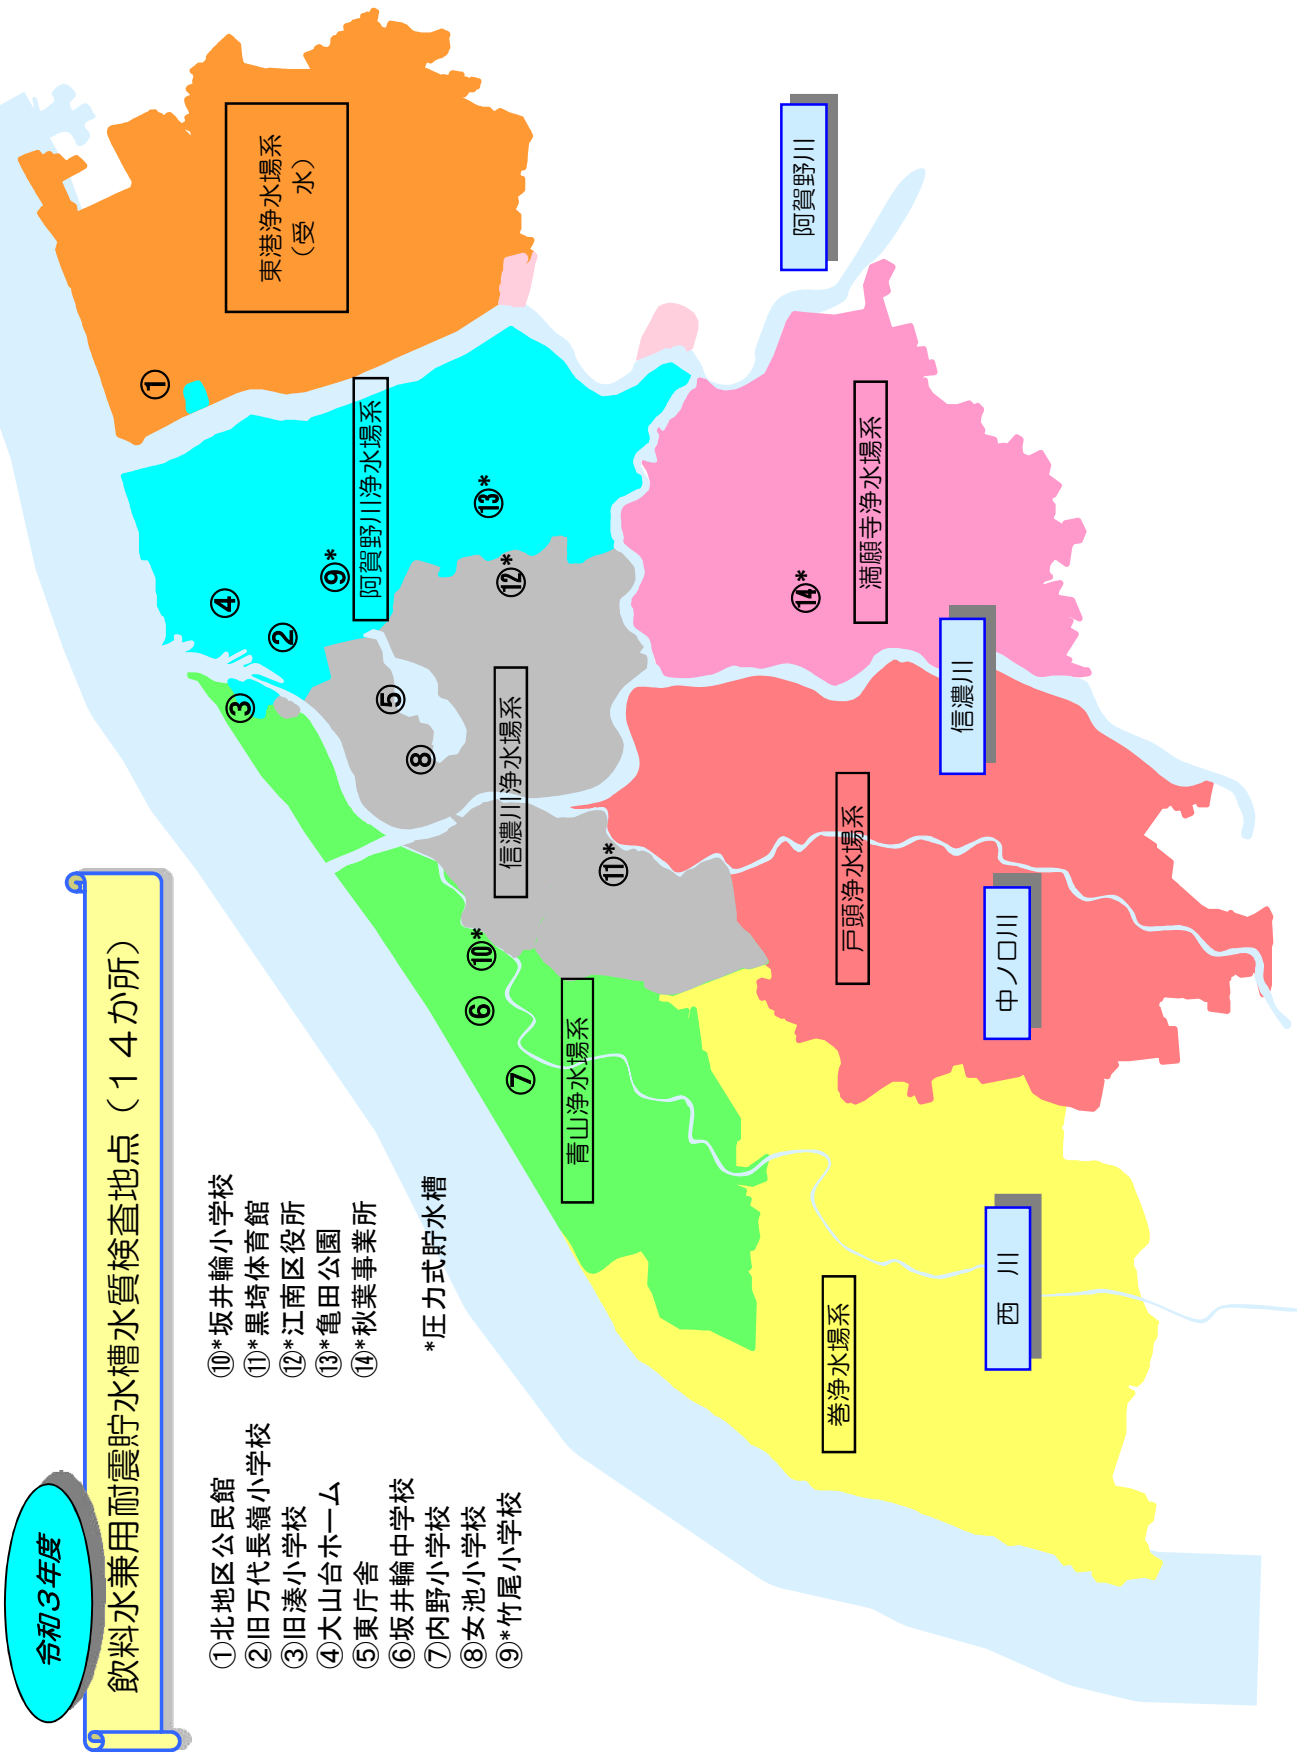 令和３年度
飲料水兼用耐震貯水槽水質検査地点（１４か所）
①北地区公民館
②旧万代長嶺小学校
③旧湊小学校
④大山台ホーム
⑤東庁舎
⑥坂井輪中学校
⑦内野小学校
⑧女池小学校
⑨*竹尾小学校
⑩*坂井輪小学校
⑪*黒埼体育館
⑫*江南区役所
⑬*亀田公園
⑭*秋葉事業所
*圧力式貯水槽
東港浄水場系
（受　水）
①
阿賀野川
阿賀野川浄水場系
④
②
③
⑨*
⑬*
⑫*
⑤
⑧
信濃川浄水場系
⑪*
⑩*
⑥
⑦
青山浄水場系
満願寺浄水場系
⑭*
信濃川
戸頭浄水場系
中ノ口川
西　川
巻浄水場系